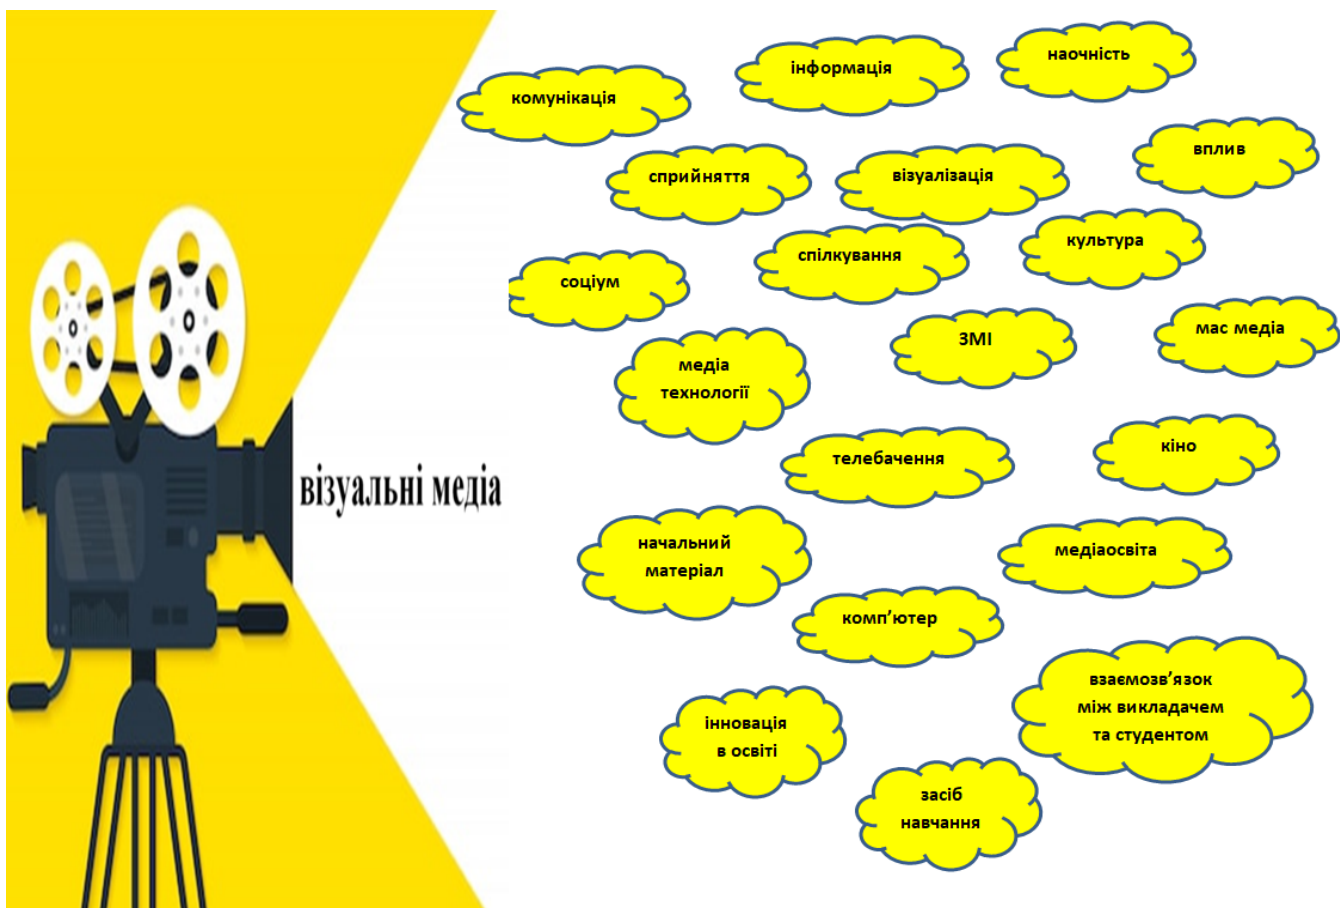 комунікація
інформація
наочність
сприйняття
візуалізація
вплив
соціум
спілкування
культура
медіа
технології
ЗМІ
мас медіа
телебачення
кіно
візуальні медіа
начальний
матеріал
медіаосвіта
комп’ютер
взаємозв’язок
між викладачем
та студентом
інновація
в освіті
засіб
навчання